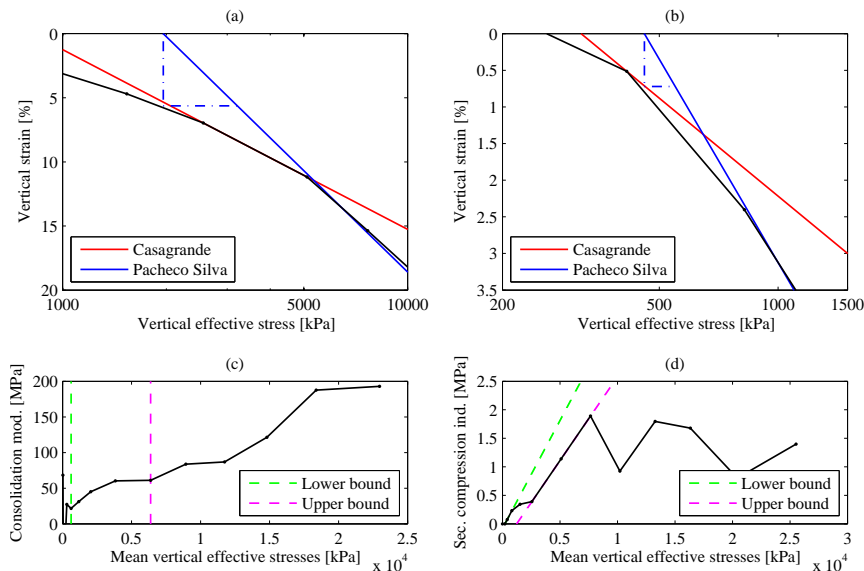 (a)
0
5
10
15
20
Vertical strain [%]
Casagrande
Pacheco Silva
1000
5000
10000
Vertical effective stress [kPa]
(b)
0
0.5
1
1.5
2
2.5
3
3.5
Vertical strain [%]
Casagrande
Pacheco Silva
200
500
1000
1500
Vertical effective stress [kPa]
(c)
200
150
100
50
0
Consolidation mod. [MPa]
Lower bound
Upper bound
0
0.5
1
1.5
2
2.5
x 10⁴
Mean vertical effective stresses [kPa]
(d)
2.5
2
1.5
1
0.5
0
Sec. compression ind. [MPa]
Lower bound
Upper bound
0
0.5
1
1.5
2
2.5
3
x 10⁴
Mean vertical effective stresses [kPa]